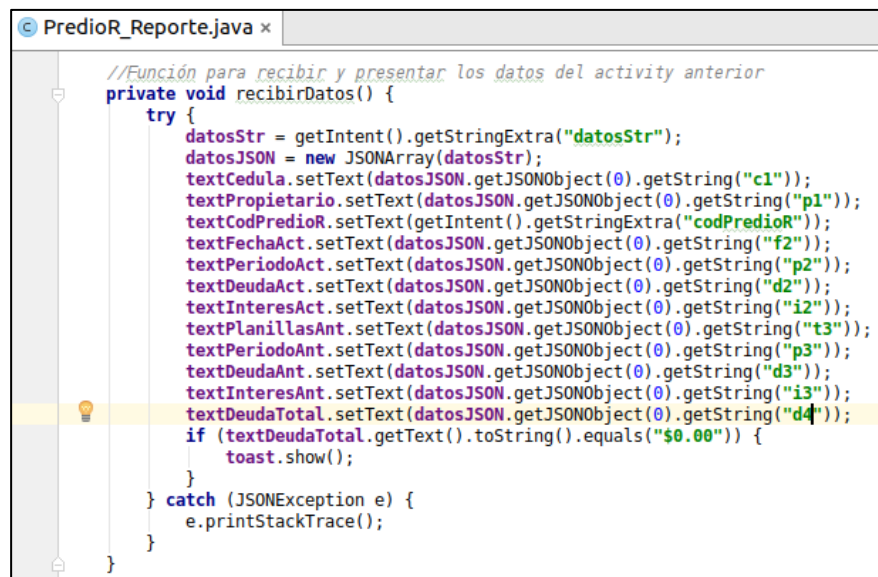 PredioR_Reporte.java ×
//Función para recibir y presentar los datos del activity anterior
private void recibirDatos() {
try {
datosStr = getIntent().getStringExtra("datosStr");
datosJSON = new JSONArray(datosStr);
textCedula.setText(datosJSON.getJSONObject(0).getString("c1"));
textPropietario.setText(datosJSON.getJSONObject(0).getString("p1"));
textCodPredioR.setText(getIntent().getStringExtra("codPredioR"));
textFechaAct.setText(datosJSON.getJSONObject(0).getString("f2"));
textPeriodoAct.setText(datosJSON.getJSONObject(0).getString("p2"));
textDeudaAct.setText(datosJSON.getJSONObject(0).getString("d2"));
textInteresAct.setText(datosJSON.getJSONObject(0).getString("i2"));
textPlanillasAnt.setText(datosJSON.getJSONObject(0).getString("t3"));
textPeriodoAnt.setText(datosJSON.getJSONObject(0).getString("p3"));
textDeudaAnt.setText(datosJSON.getJSONObject(0).getString("d3"));
textInteresAnt.setText(datosJSON.getJSONObject(0).getString("i3"));
textDeudaTotal.setText(datosJSON.getJSONObject(0).getString("d4"));
if (textDeudaTotal.getText().toString().equals("$0.00")) {
toast.show();
}
} catch (JSONException e) {
e.printStackTrace();
}
}